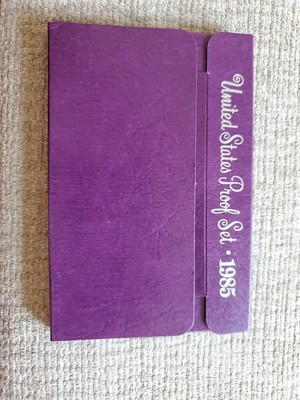 United States Proof Set • 1985